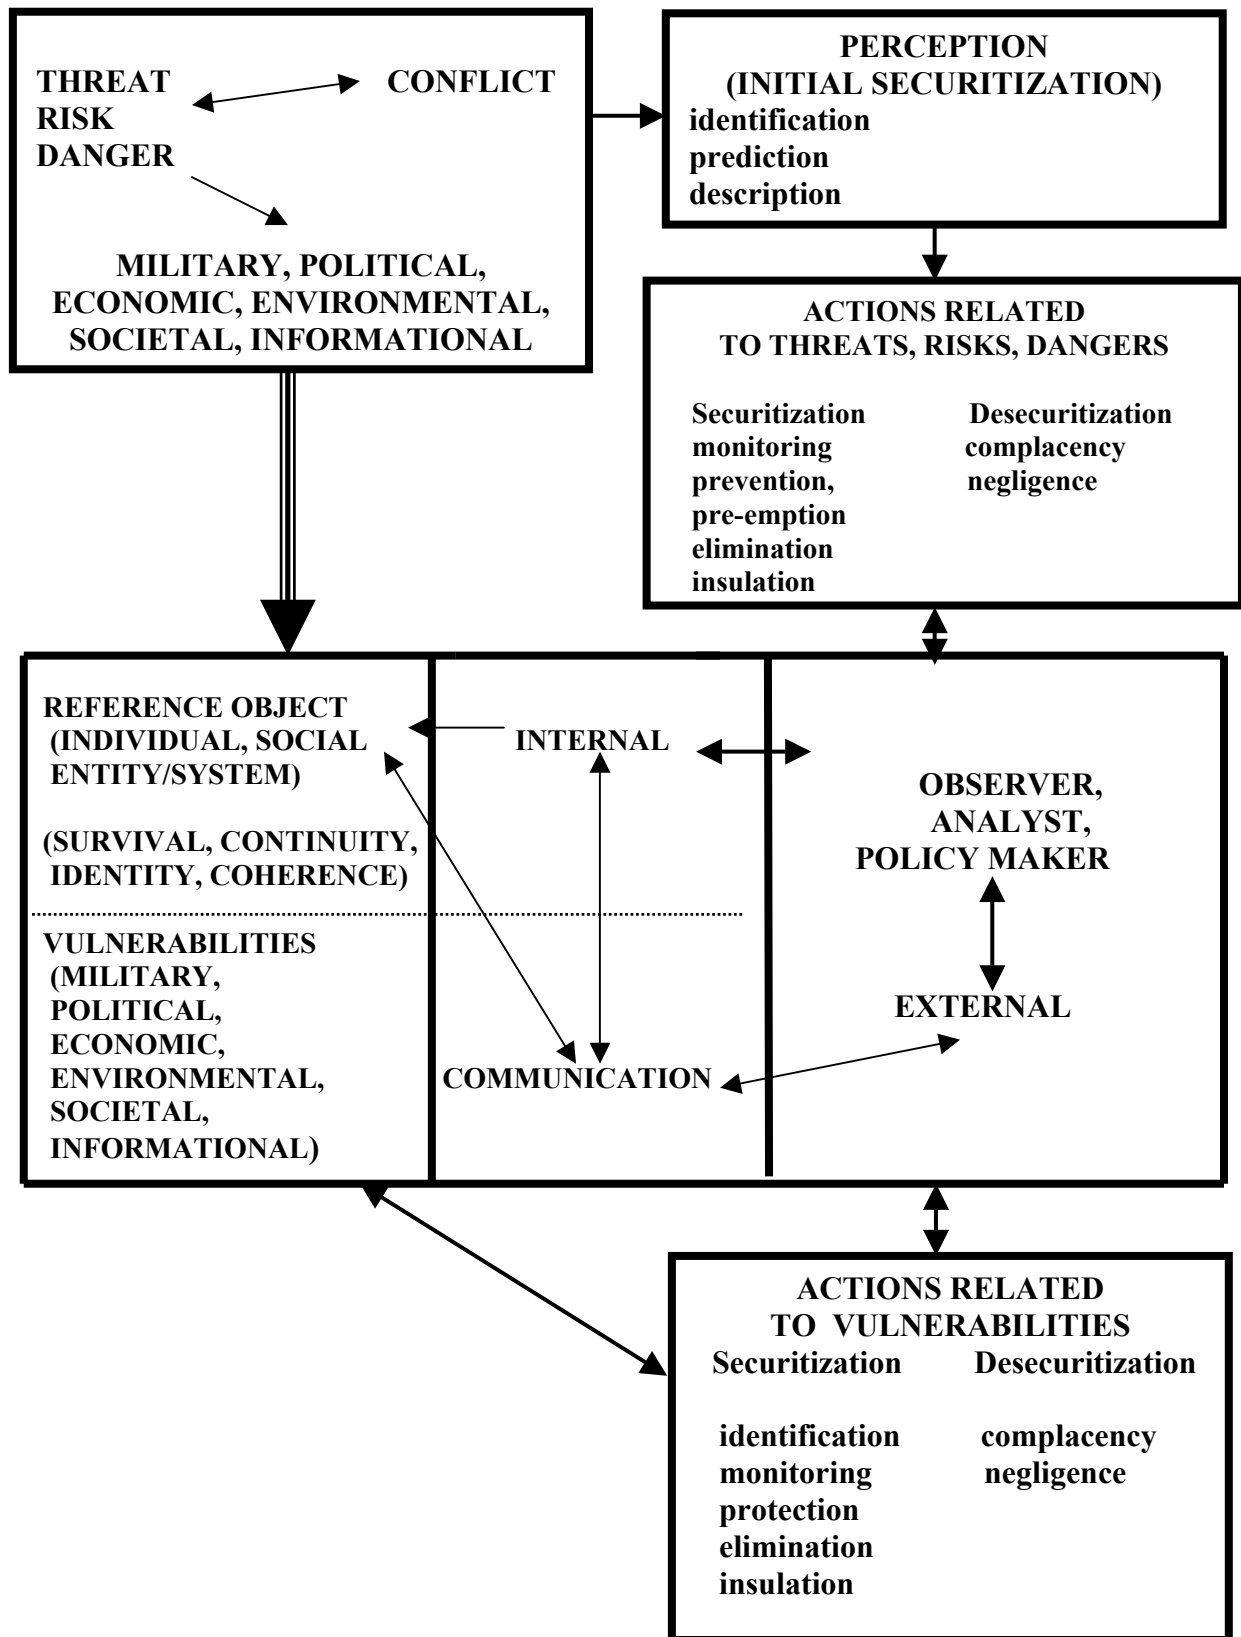 THREAT CONFLICT
RISK
DANGER
MILITARY, POLITICAL,
ECONOMIC, ENVIRONMENTAL,
SOCIETAL, INFORMATIONAL
PERCEPTION
(INITIAL SECURITIZATION)
identification
prediction
description
ACTIONS RELATED
TO THREATS, RISKS, DANGERS
Securitization Desecuritization
monitoring complacency
prevention, negligence
pre-emption
elimination
insulation
REFERENCE OBJECT
(INDIVIDUAL, SOCIAL
ENTITY/SYSTEM)
(SURVIVAL, CONTINUITY,
IDENTITY, COHERENCE)
VULNERABILITIES
(MILITARY,
POLITICAL,
ECONOMIC,
ENVIRONMENTAL,
SOCIETAL,
INFORMATIONAL)
INTERNAL
COMMUNICATION
OBSERVER,
ANALYST,
POLICY MAKER
EXTERNAL
ACTIONS RELATED
TO VULNERABILITIES
Securitization Desecuritization
identification complacency
monitoring negligence
protection
elimination
insulation